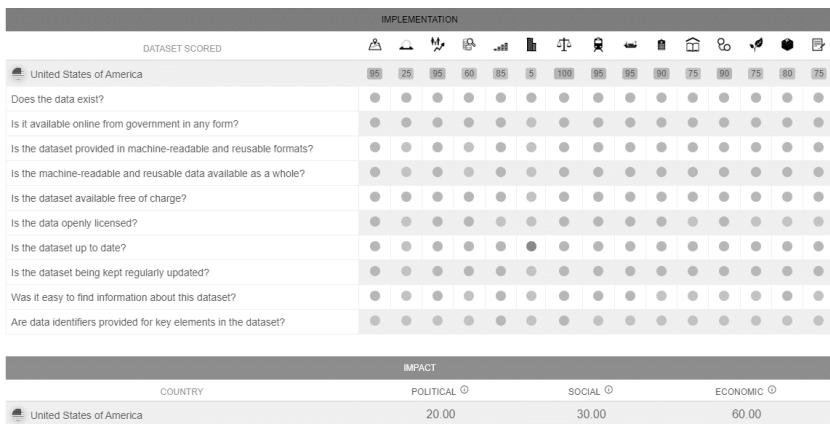 IMPLEMENTATION
DATASET SCORED
United States of America 95 25 95 60 85 5 100 95 95 90 75 90 75 80 75
Does the data exist?
Is it available online from government in any form?
Is the dataset provided in machine-readable and reusable formats?
Is the machine-readable and reusable data available as a whole?
Is the dataset available free of charge?
Is the data openly licensed?
Is the dataset up to date?
Is the dataset being kept regularly updated?
Was it easy to find information about this dataset?
Are data identifiers provided for key elements in the dataset?
IMPACT
COUNTRY POLITICAL SOCIAL ECONOMIC
United States of America 20.00 30.00 60.00